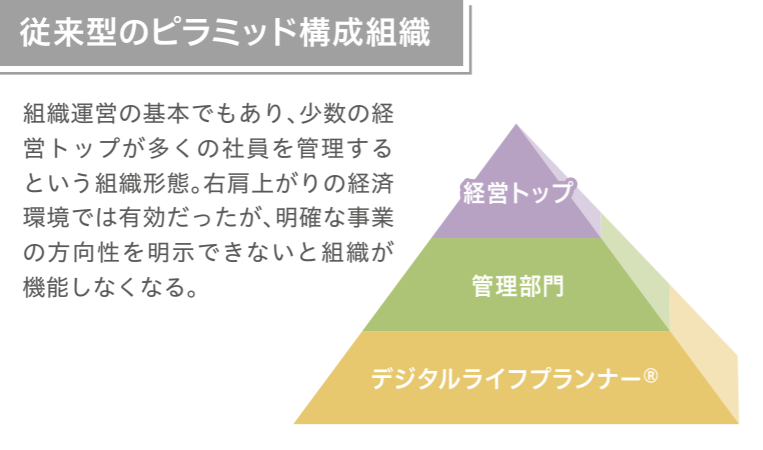 従来型のピラミッド構成組織
組織運営の基本でもあり、少数の経
営トップが多くの社員を管理する
という組織形態。右肩上がりの経済
環境では有効だったが、明確な事業
の方向性を明示できないと組織が
機能しなくなる。
経営トップ
管理部門
デジタルライフプランナー®